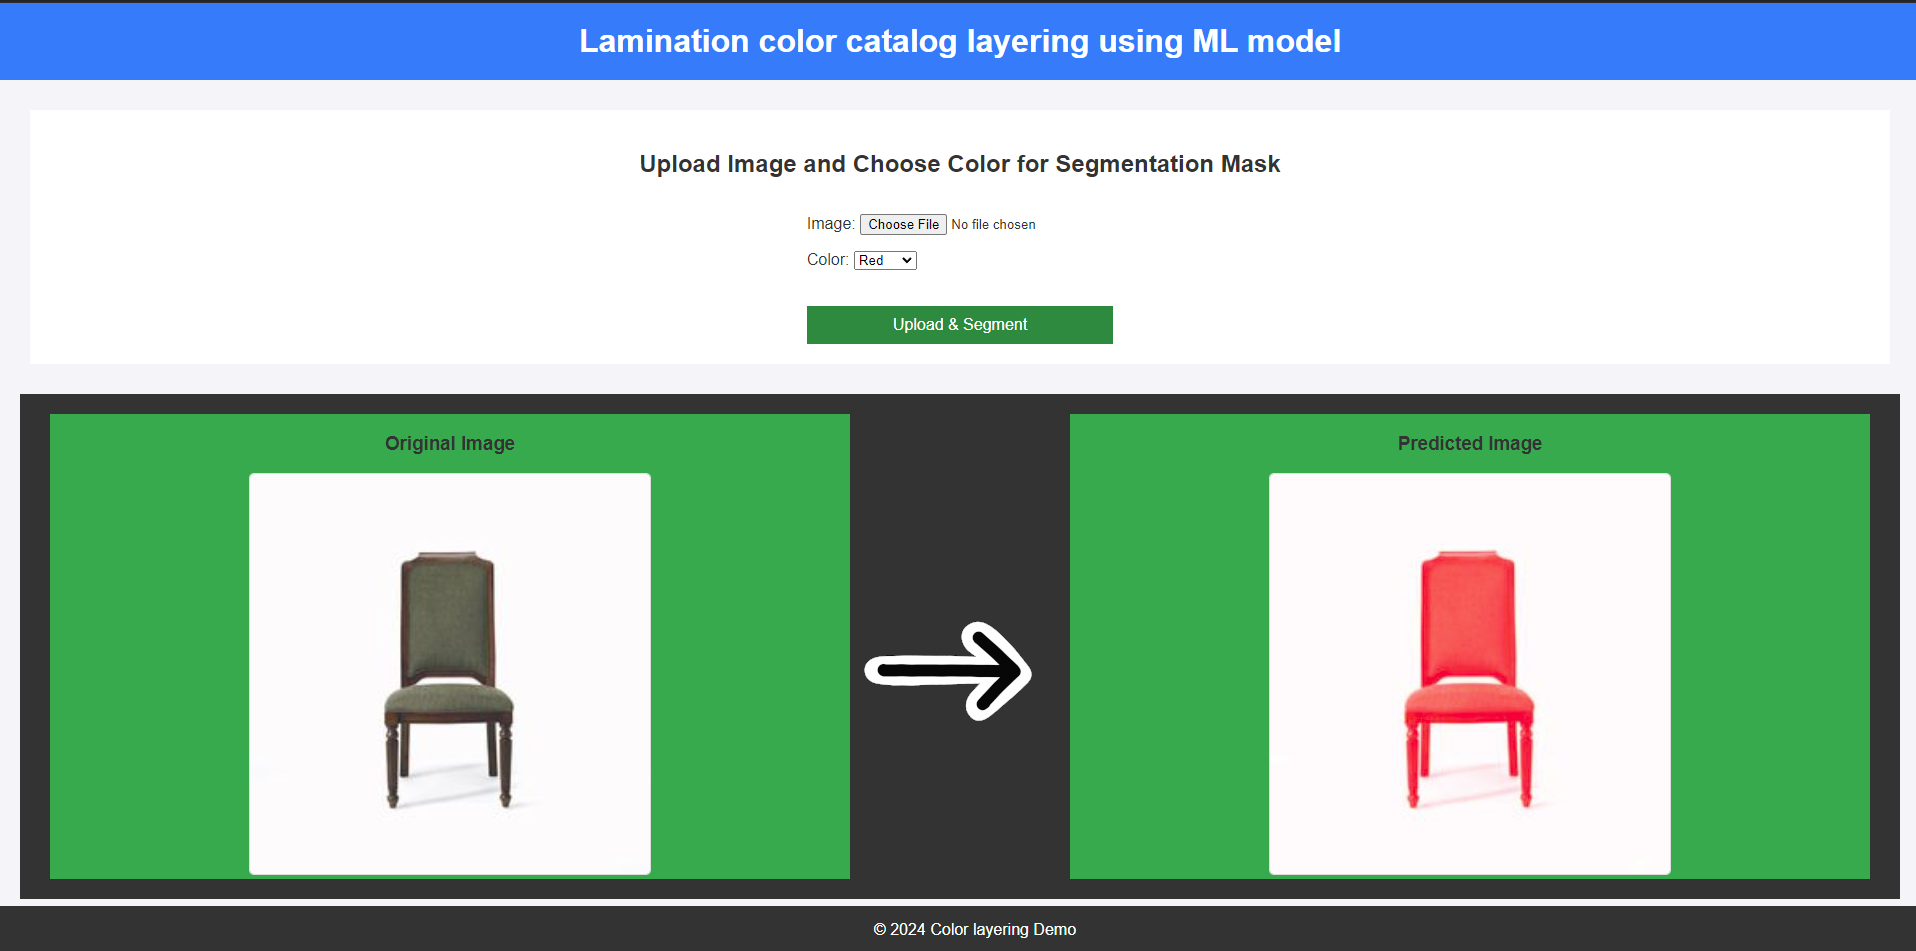 Lamination color catalog layering using ML model
Upload Image and Choose Color for Segmentation Mask
Image: Choose File No file chosen
Color: Red
Upload & Segment
Original Image
Predicted Image
© 2024 Color layering Demo